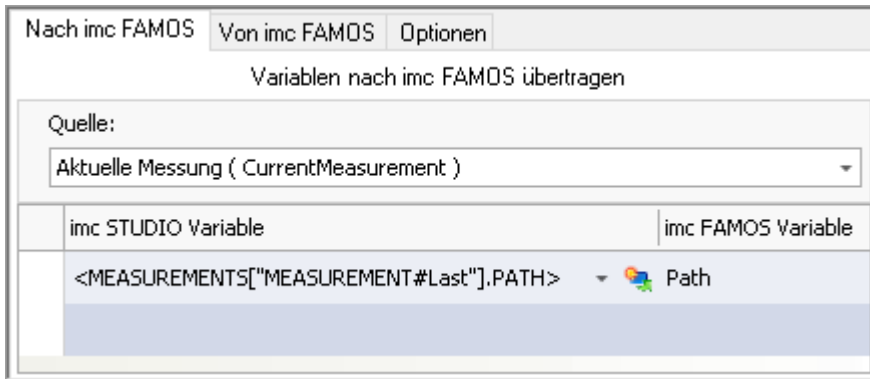 Nach imc FAMOS Von imc FAMOS Optionen
Variablen nach imc FAMOS übertragen
Quelle:
Aktuelle Messung ( CurrentMeasurement )
imc STUDIO Variable imc FAMOS Variable
<MEASUREMENTS["MEASUREMENT#Last"].PATH> Path